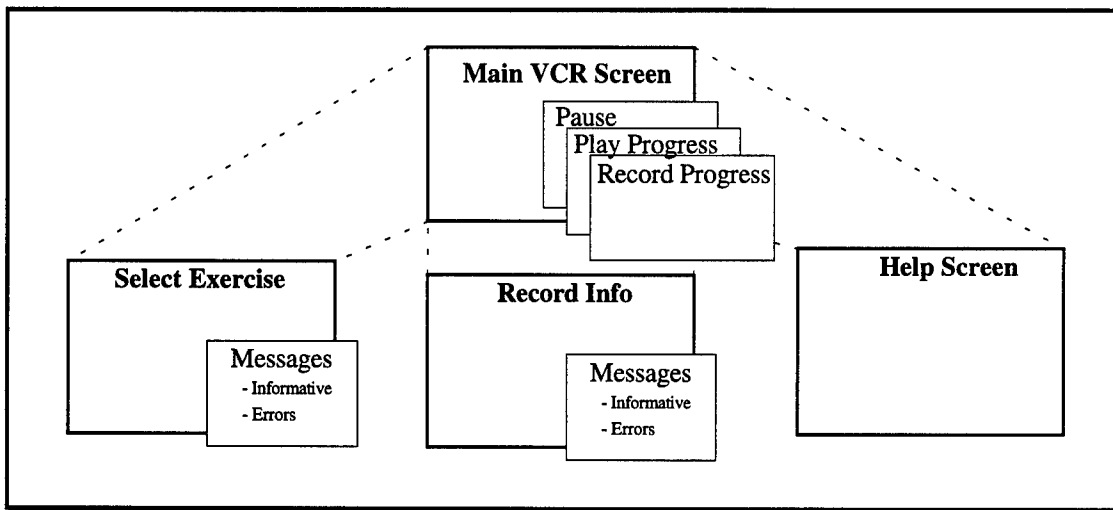 Main VCR Screen
Pause
Play Progress
Record Progress
Select Exercise
Messages
- Informative
- Errors
Record Info
Messages
- Informative
- Errors
Help Screen